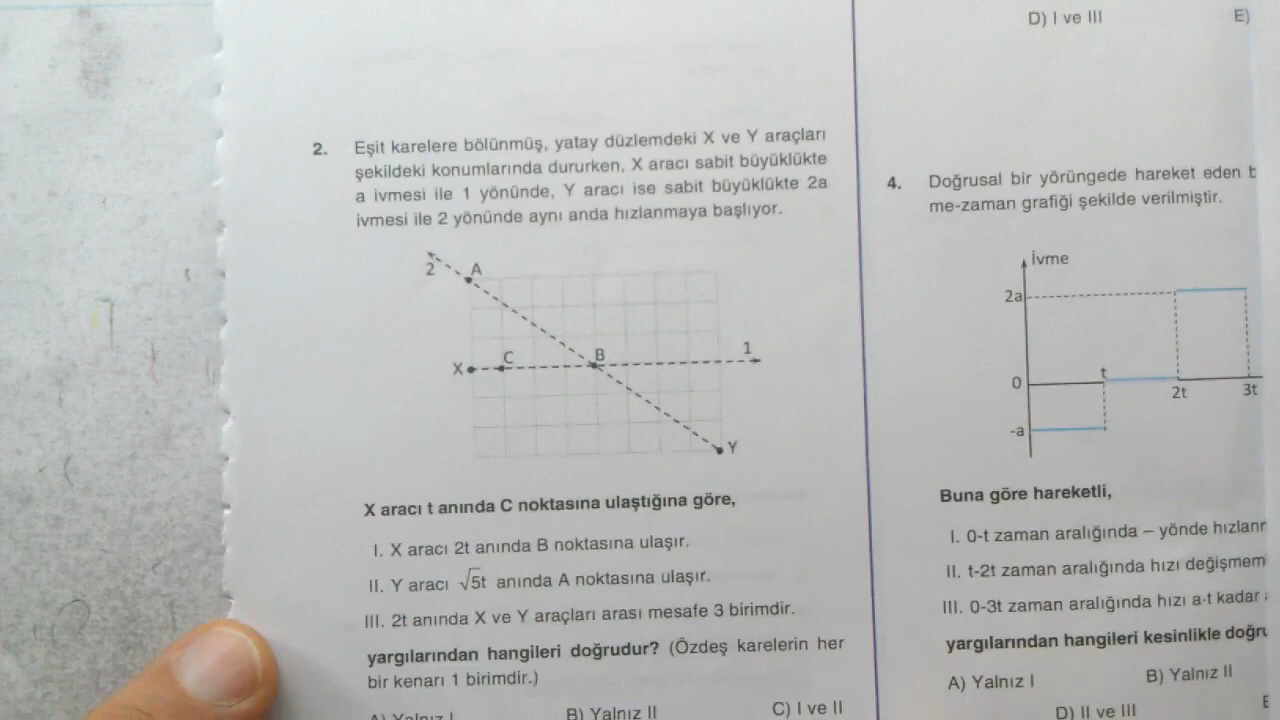 D) I ve III
E)
2. Eşit karelere bölünmüş, yatay düzlemdeki X ve Y araçları
şekildeki konumlarında dururken, X aracı sabit büyüklükte
a ivmesi ile 1 yönünde, Y aracı ise sabit büyüklükte 2a
ivmesi ile 2 yönünde aynı anda hızlanmaya başlıyor.
2
A
X
C
B
1
Y
X aracı t anında C noktasına ulaştığına göre,
I. X aracı 2t anında B noktasına ulaşır.
II. Y aracı √5t anında A noktasına ulaşır.
III. 2t anında X ve Y araçları arası mesafe 3 birimdir.
yargılarından hangileri doğrudur? (Özdeş karelerin her
bir kenarı 1 birimdir.)
A) Yalnız I
B) Yalnız II
C) I ve II
4. Doğrusal bir yörüngede hareket eden
me-zaman grafiği şekilde verilmiştir.
İvme
2a
0
t
2t
3t
-a
Buna göre hareketli,
I. 0-t zaman aralığında – yönde
II. t-2t zaman aralığında hızı
III. 0-3t zaman aralığında hızı a·t kadar
yargılarından hangileri kesinlikle
A) Yalnız I
B) Yalnız II
D) II ve III